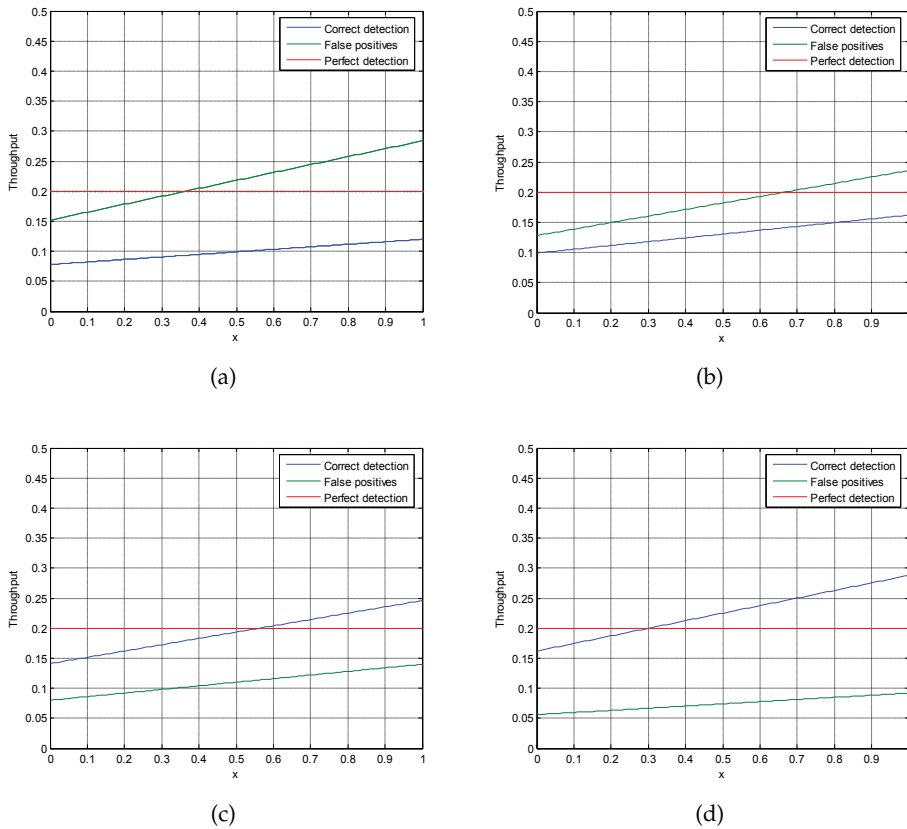 0.5
0.45
0.4
0.35
0.3
0.25
0.2
0.15
0.1
0.05
0
Throughput
Correct detection
False positives
Perfect detection
0 0.1 0.2 0.3 0.4 0.5 0.6 0.7 0.8 0.9 1
x
(a)
0.5
0.45
0.4
0.35
0.3
0.25
0.2
0.15
0.1
0.05
0
Throughput
Correct detection
False positives
Perfect detection
0 0.1 0.2 0.3 0.4 0.5 0.6 0.7 0.8 0.9
x
(b)
0.5
0.45
0.4
0.35
0.3
0.25
0.2
0.15
0.1
0.05
0
Throughput
Correct detection
False positives
Perfect detection
0 0.1 0.2 0.3 0.4 0.5 0.6 0.7 0.8 0.9 1
x
(c)
0.5
0.45
0.4
0.35
0.3
0.25
0.2
0.15
0.1
0.05
0
Throughput
Correct detection
False positives
Perfect detection
0 0.1 0.2 0.3 0.4 0.5 0.6 0.7 0.8 0.9
x
(d)